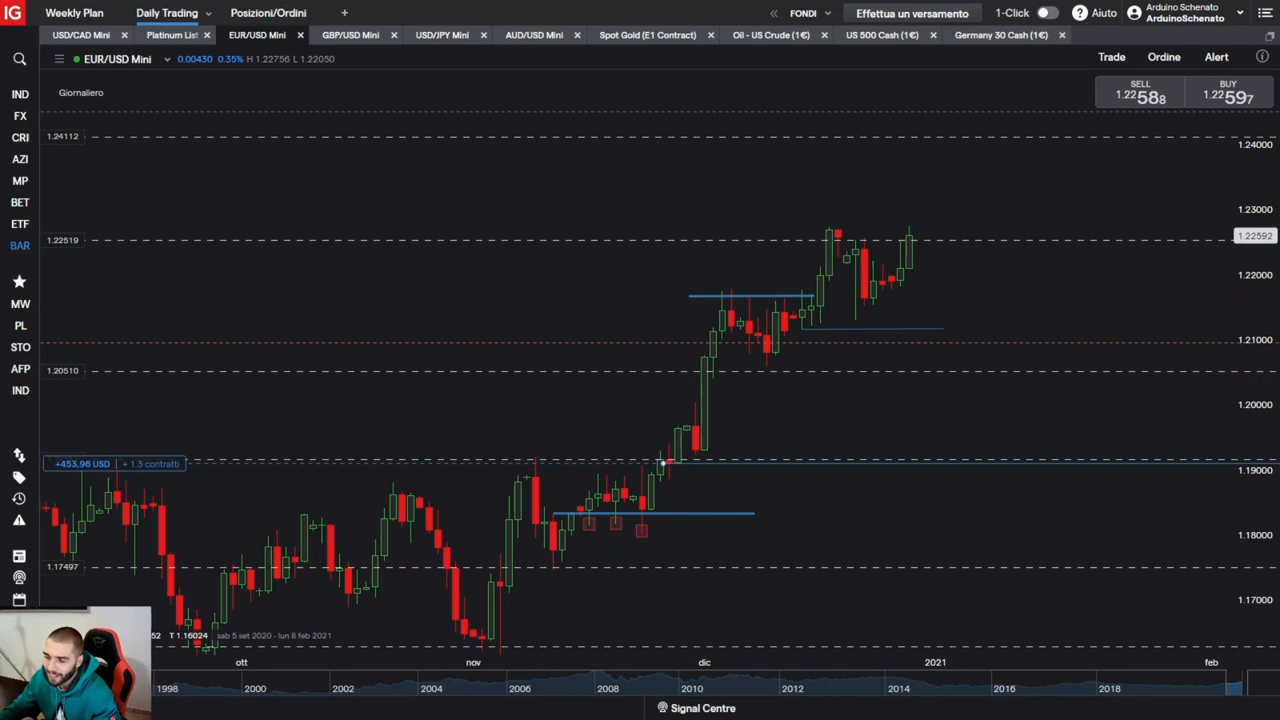 IG Weekly Plan Daily Trading Posizioni/Ordini + « FONDI Effettua un versamento 1-Click ? Aiuto Arduino Schenato
ArduinoSchenato
USD/CAD Mini × Platinum List × EUR/USD Mini × GBP/USD Mini × USD/JPY Mini × AUD/USD Mini × Spot Gold (E1 Contract) × Oil - US Crude (1€) × US 500 Cash (1€) × Germany 30 Cash (1€) ×
EUR/USD Mini 0.00430 0.35% H 1.22756 L 1.22050 Trade Ordine Alert
Giornaliero
SELL BUY
1.22588 1.22597
IND
FX
CRI
AZI
MP
BET
ETF
BAR
MW
PL
STO
AFP
IND
1.24112
1.22519
1.20510
+453,96 USD + 1.3 contratti
1.17497
1.24000
1.23000
1.22592
1.22000
1.21000
1.20000
1.19000
1.18000
1.17000
52 T 1.16024 sab 5 set 2020 - lun 8 feb 2021
ott nov dic 2021 feb
1998 2000 2002 2004 2006 2008 2010 2012 2014 2016 2018
Signal Centre